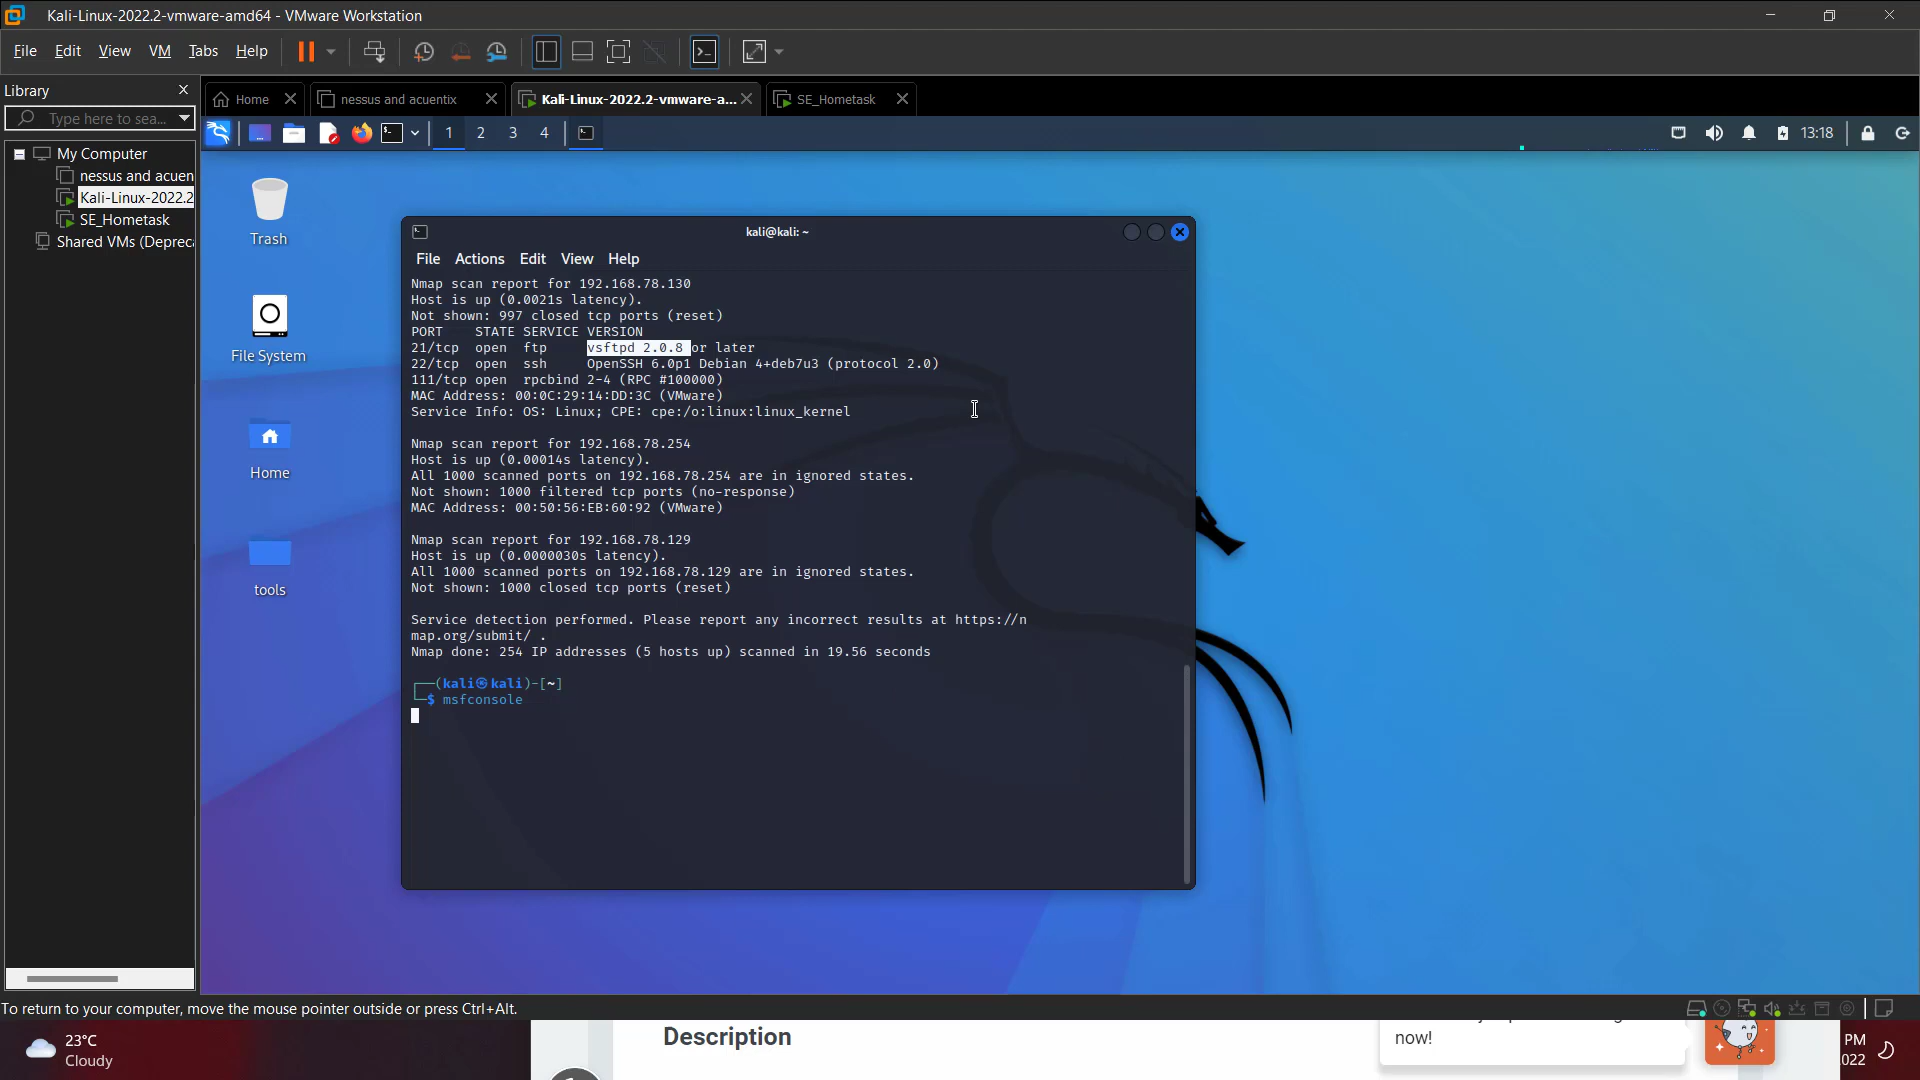 Kali-Linux-2022.2-vmware-amd64 - VMware Workstation
File Edit View VM Tabs Help
Library
Type here to sea...
My Computer
nessus and acuen
Kali-Linux-2022.2
SE_Hometask
Shared VMs (Depreca
Home
nessus and acuentix
Kali-Linux-2022.2-vmware-a...
SE_Hometask
1 2 3 4
13:18
Trash
File System
Home
tools
kali@kali: ~
File Actions Edit View Help
Nmap scan report for 192.168.78.130
Host is up (0.0021s latency).
Not shown: 997 closed tcp ports (reset)
PORT STATE SERVICE VERSION
21/tcp open ftp vsftpd 2.0.8 or later
22/tcp open ssh OpenSSH 6.0p1 Debian 4+deb7u3 (protocol 2.0)
111/tcp open rpcbind 2-4 (RPC #100000)
MAC Address: 00:0C:29:14:DD:3C (VMware)
Service Info: OS: Linux; CPE: cpe:/o:linux:linux_kernel
Nmap scan report for 192.168.78.254
Host is up (0.00014s latency).
All 1000 scanned ports on 192.168.78.254 are in ignored states.
Not shown: 1000 filtered tcp ports (no-response)
MAC Address: 00:50:56:EB:60:92 (VMware)
Nmap scan report for 192.168.78.129
Host is up (0.0000030s latency).
All 1000 scanned ports on 192.168.78.129 are in ignored states.
Not shown: 1000 closed tcp ports (reset)
Service detection performed. Please report any incorrect results at https://n
map.org/submit/ .
Nmap done: 254 IP addresses (5 hosts up) scanned in 19.56 seconds
(kali㉿kali)-[~]
$ msfconsole
To return to your computer, move the mouse pointer outside or press Ctrl+Alt.
23°C
Cloudy
Description
now!
PM
022